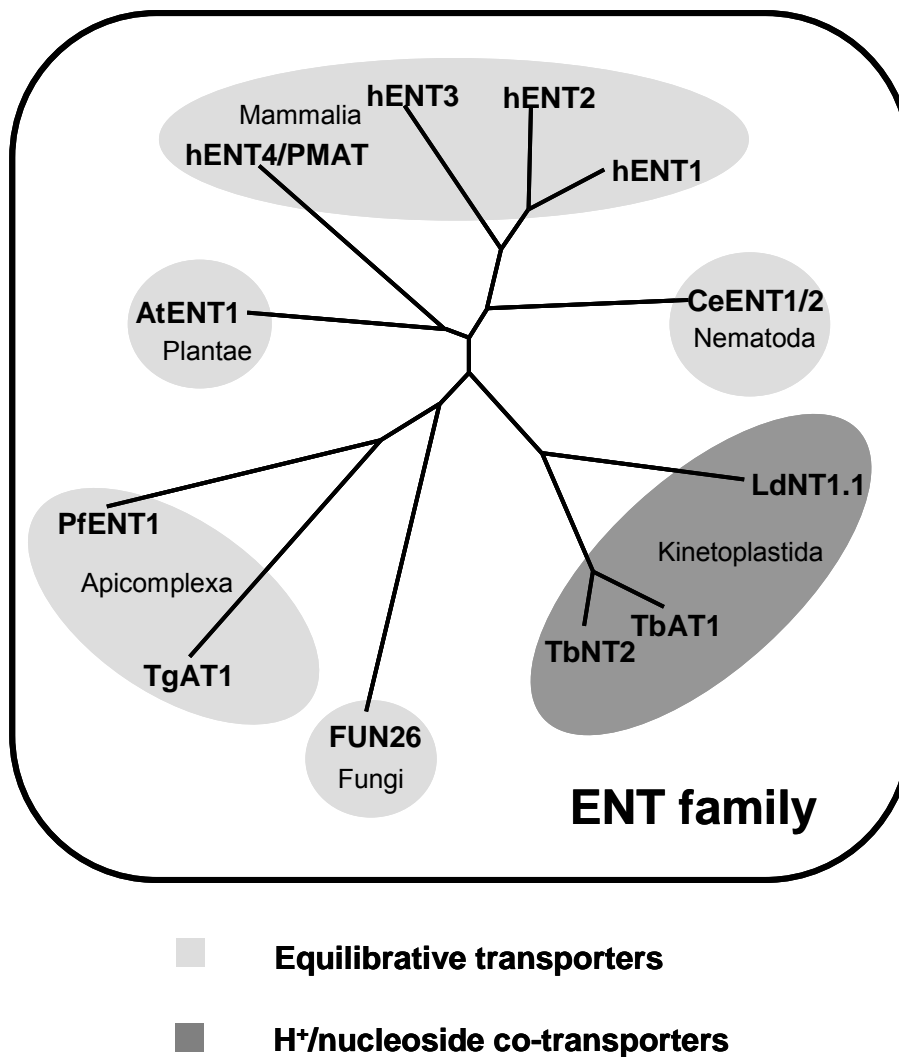 hENT3
hENT2
Mammalia
hENT4/PMAT
hENT1
AtENT1
Plantae
CeENT1/2
Nematoda
LdNT1.1
PfENT1
Kinetoplastida
Apicomplexa
TbAT1
TbNT2
TgAT1
FUN26
Fungi
ENT family
Equilibrative transporters
H⁺/nucleoside co-transporters